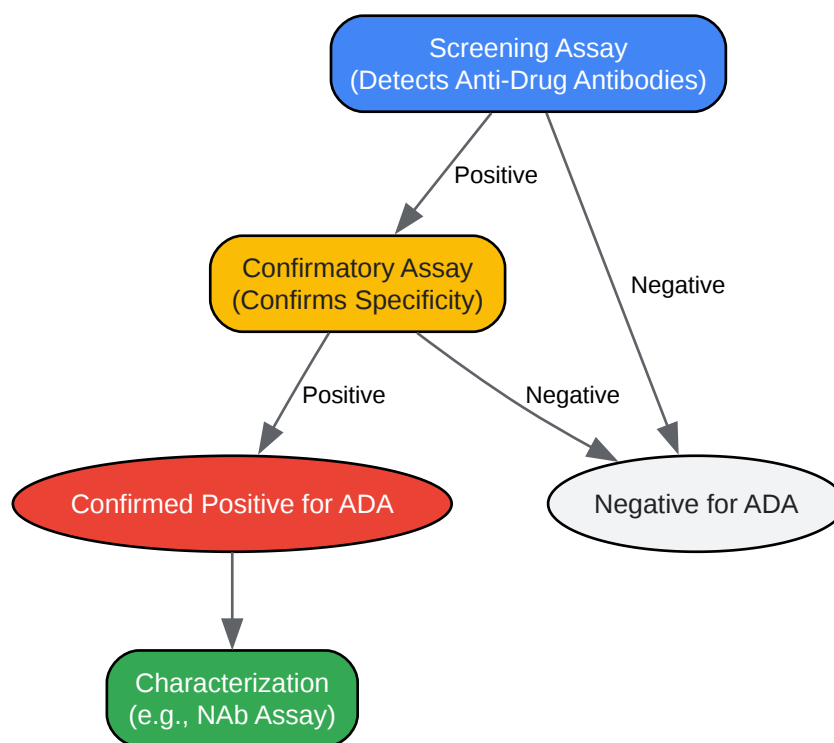 Screening Assay
(Detects Anti-Drug Antibodies)
Positive
Confirmatory Assay
(Confirms Specificity)
Negative
Positive
Negative
Confirmed Positive for ADA
Negative for ADA
Characterization
(e.g., NAb Assay)